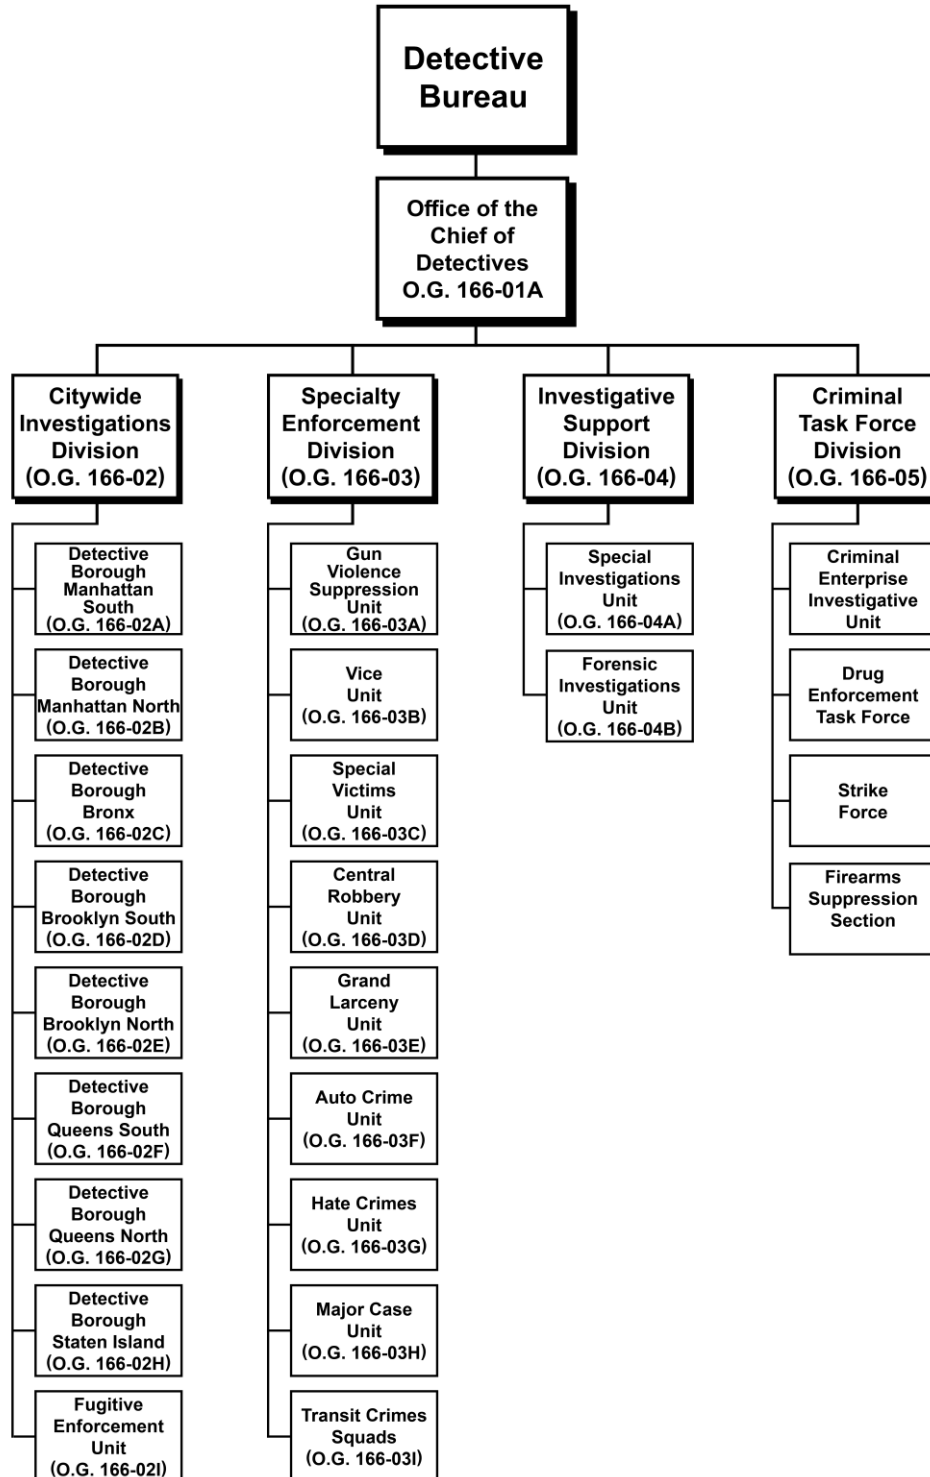 Detective
Bureau
Office of the
Chief of
Detectives
O.G. 166-01A
Citywide
Investigations
Division
(O.G. 166-02)
Detective
Borough
Manhattan
South
(O.G. 166-02A)
Detective
Borough
Manhattan North
(O.G. 166-02B)
Detective
Borough
Bronx
(O.G. 166-02C)
Detective
Borough
Brooklyn South
(O.G. 166-02D)
Detective
Borough
Brooklyn North
(O.G. 166-02E)
Detective
Borough
Queens South
(O.G. 166-02F)
Detective
Borough
Queens North
(O.G. 166-02G)
Detective
Borough
Staten Island
(O.G. 166-02H)
Fugitive
Enforcement
Unit
(O.G. 166-02I)
Specialty
Enforcement
Division
(O.G. 166-03)
Gun
Violence
Suppression
Unit
(O.G. 166-03A)
Vice
Unit
(O.G. 166-03B)
Special
Victims
Unit
(O.G. 166-03C)
Central
Robbery
Unit
(O.G. 166-03D)
Grand
Larceny
Unit
(O.G. 166-03E)
Auto Crime
Unit
(O.G. 166-03F)
Hate Crimes
Unit
(O.G. 166-03G)
Major Case
Unit
(O.G. 166-03H)
Transit Crimes
Squads
(O.G. 166-03I)
Investigative
Support
Division
(O.G. 166-04)
Special
Investigations
Unit
(O.G. 166-04A)
Forensic
Investigations
Unit
(O.G. 166-04B)
Criminal
Task Force
Division
(O.G. 166-05)
Criminal
Enterprise
Investigative
Unit
Drug
Enforcement
Task Force
Strike
Force
Firearms
Suppression
Section